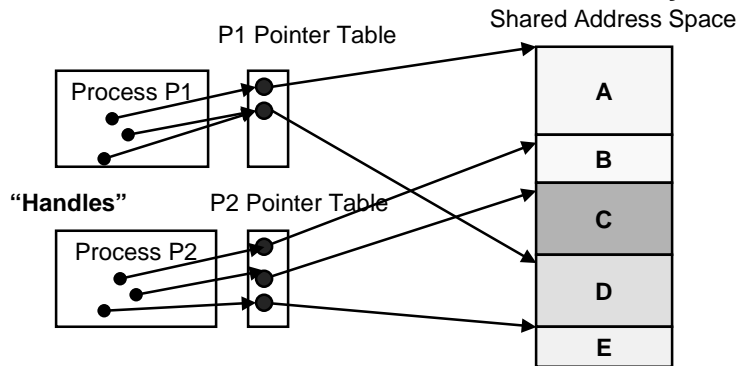 Shared Address Space
P1 Pointer Table
Process P1
A
B
"Handles"
P2 Pointer Table
C
Process P2
D
E